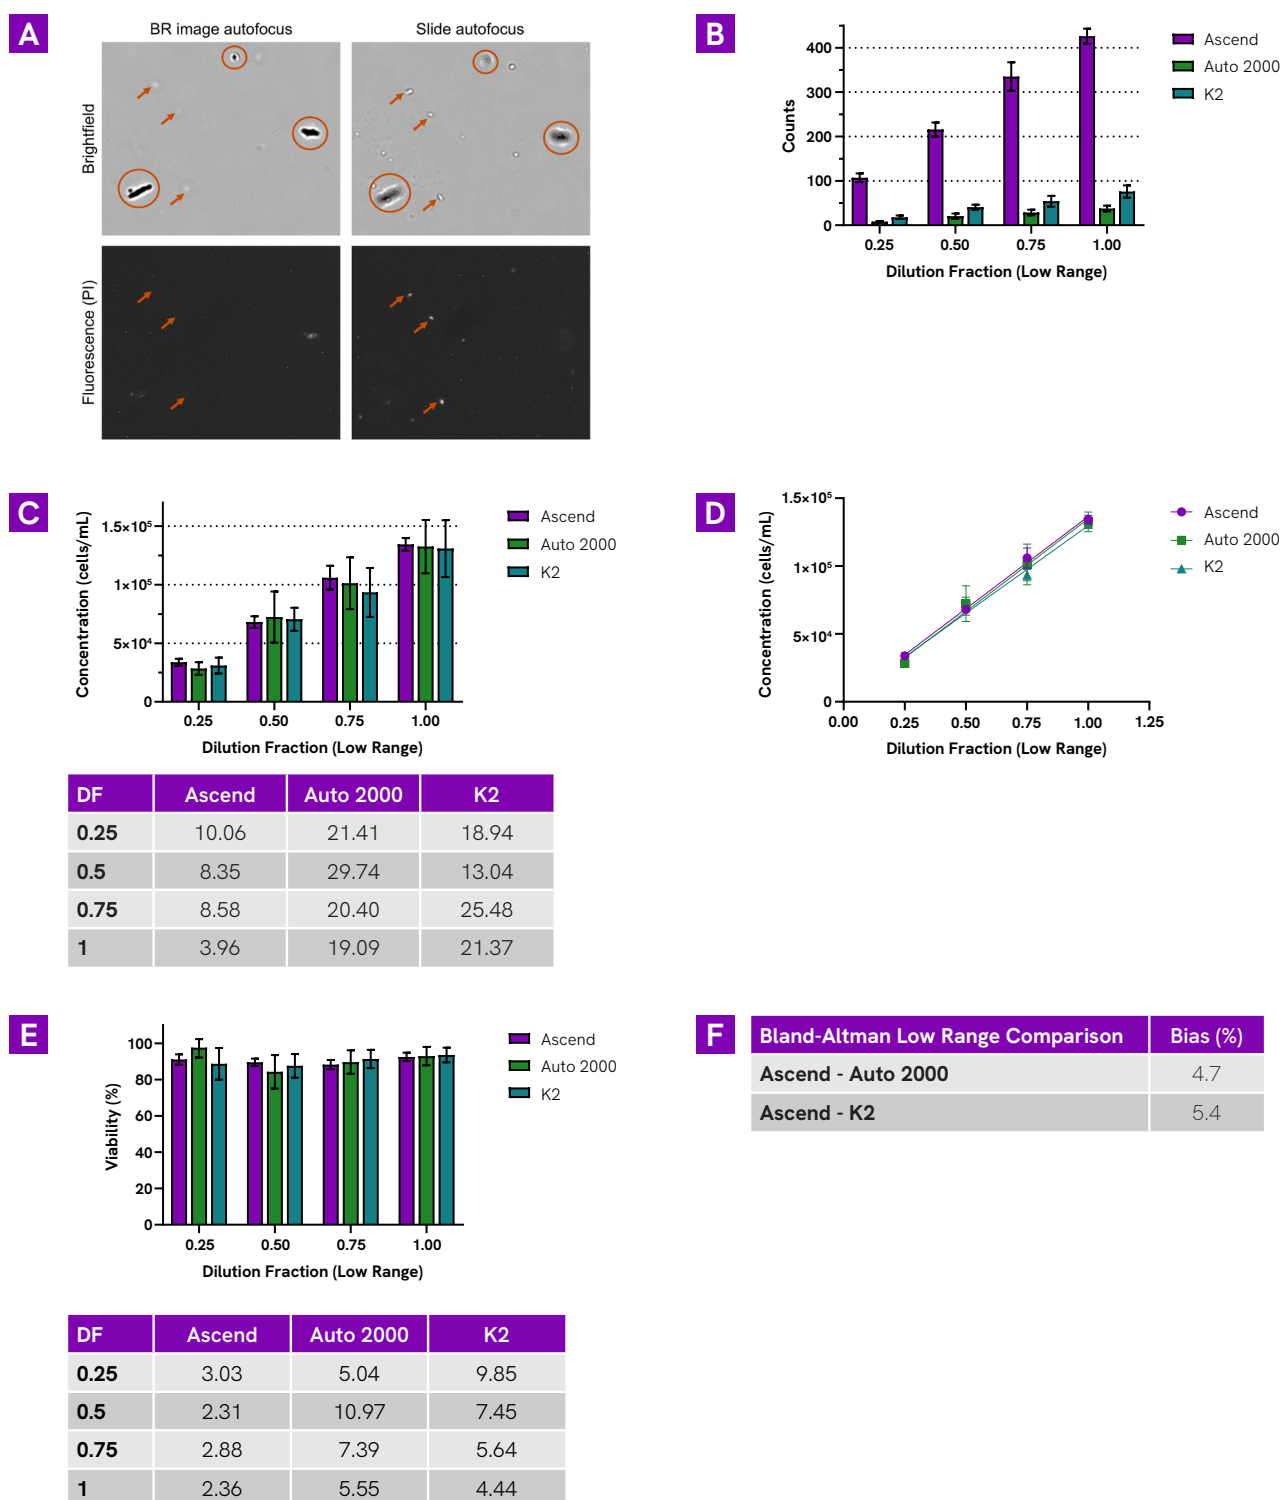 A
BR image autofocus
Slide autofocus
Brightfield
Fluorescence (PI)
B
Counts
400
300
200
100
0
0.25 0.50 0.75 1.00
Dilution Fraction (Low Range)
Ascend
Auto 2000
K2
C
Concentration (cells/mL)
1.5×10⁵
1×10⁵
5×10⁴
0
0.25 0.50 0.75 1.00
Dilution Fraction (Low Range)
Ascend
Auto 2000
K2
DF Ascend Auto 2000 K2
0.25 10.06 21.41 18.94
0.5 8.35 29.74 13.04
0.75 8.58 20.40 25.48
1 3.96 19.09 21.37
D
Concentration (cells/mL)
1.5×10⁵
1×10⁵
5×10⁴
0
0.00 0.25 0.50 0.75 1.00 1.25
Dilution Fraction (Low Range)
Ascend
Auto 2000
K2
E
Viability (%)
100
80
60
40
20
0
0.25 0.50 0.75 1.00
Dilution Fraction (Low Range)
Ascend
Auto 2000
K2
DF Ascend Auto 2000 K2
0.25 3.03 5.04 9.85
0.5 2.31 10.97 7.45
0.75 2.88 7.39 5.64
1 2.36 5.55 4.44
F
Bland-Altman Low Range Comparison Bias (%)
Ascend - Auto 2000 4.7
Ascend - K2 5.4